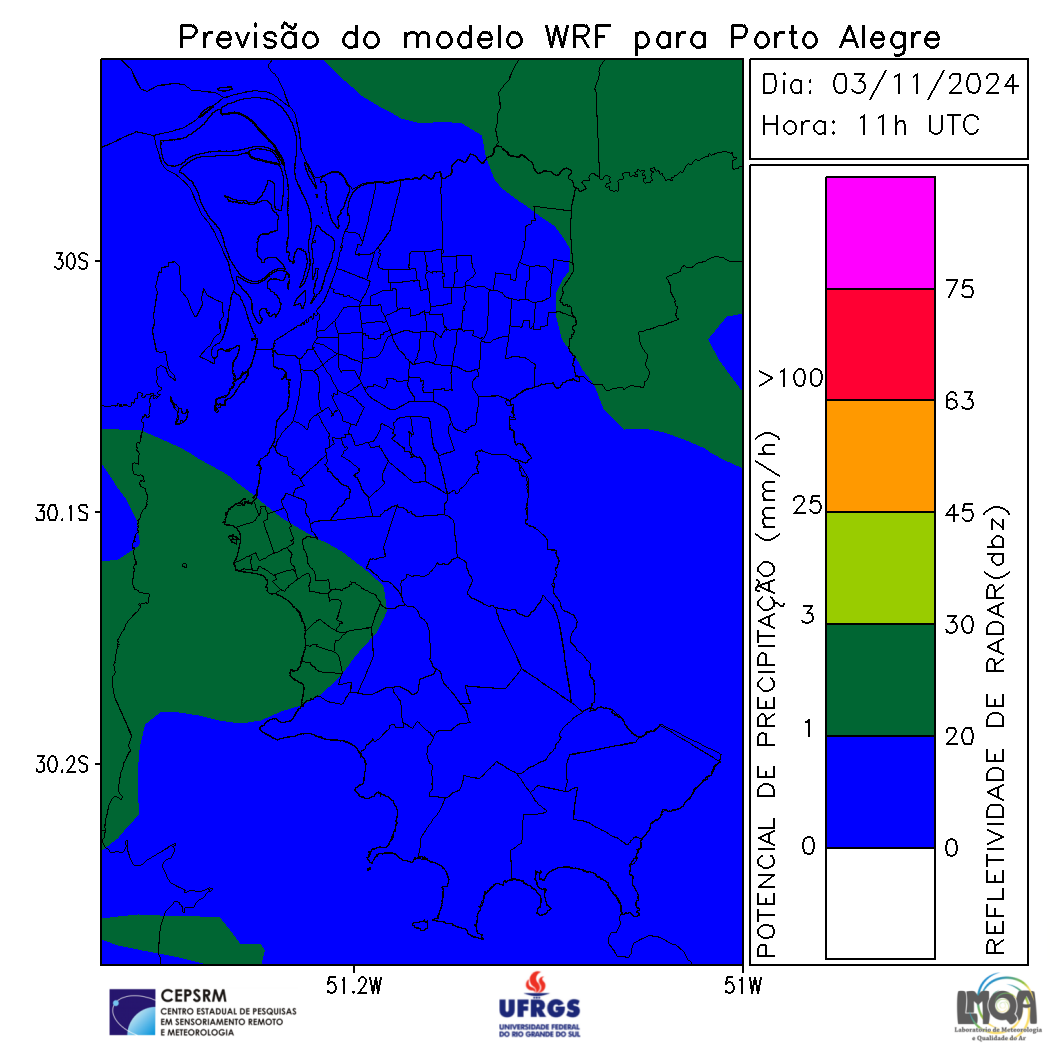 Previsão do modelo WRF para Porto Alegre
Dia: 03/11/2024
Hora: 11h UTC
30S
30.1S
30.2S
51.2W
51W
POTENCIAL DE PRECIPITAÇÃO (mm/h)
>100
25
3
1
0
75
63
45
30
20
0
REFLETIVIDADE DE RADAR(dbz)
CEPSRM
CENTRO ESTADUAL DE PESQUISAS
EM SENSORIAMENTO REMOTO
E METEOROLOGIA
UFRGS
UNIVERSIDADE FEDERAL
DO RIO GRANDE DO SUL
LMQA
Laboratório de Meteorologia
e Qualidade do Ar